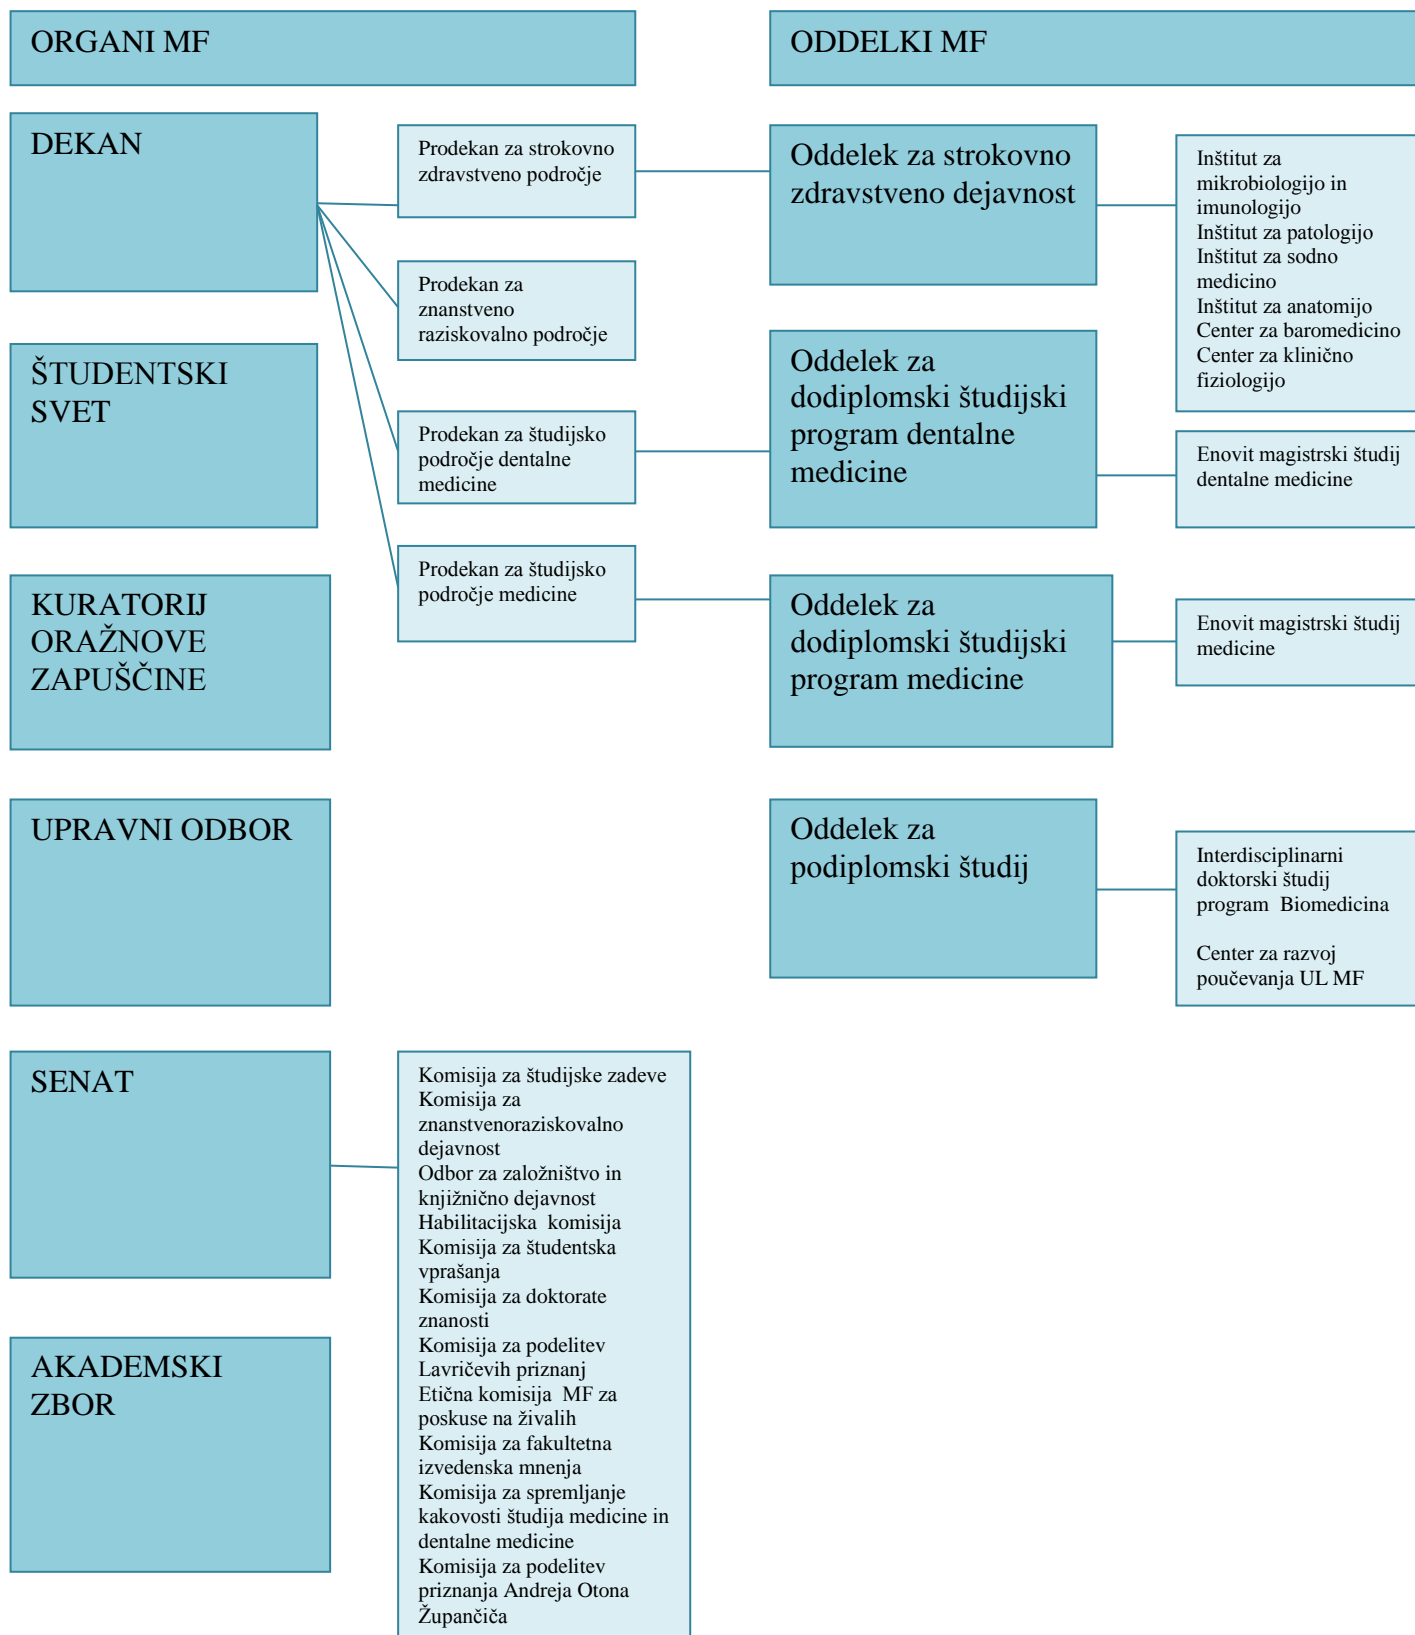 ORGANI MF
ODDELKI MF
DEKAN
Prodekan za strokovno
zdravstveno področje
Oddelek za strokovno
zdravstveno dejavnost
Inštitut za
mikrobiologijo in
imunologijo
Inštitut za patologijo
Inštitut za sodno
medicino
Inštitut za anatomijo
Center za baromedicino
Center za klinično
fiziologijo
Prodekan za
znanstveno
raziskovalno področje
ŠTUDENTSKI
SVET
Prodekan za študijsko
področje dentalne
medicine
Oddelek za
dodiplomski študijski
program dentalne
medicine
Enovit magistrski študij
dentalne medicine
KURATORIJ
ORAŽNOVE
ZAPUŠČINE
Prodekan za študijsko
področje medicine
Oddelek za
dodiplomski študijski
program medicine
Enovit magistrski študij
medicine
UPRAVNI ODBOR
Oddelek za
podiplomski študij
Interdisciplinarni
doktorski študij
program  Biomedicina
Center za razvoj
poučevanja UL MF
SENAT
Komisija za študijske zadeve
Komisija za
znanstvenoraziskovalno
dejavnost
Odbor za založništvo in
knjižnično dejavnost
Habilitacijska  komisija
Komisija za študentska
vprašanja
Komisija za doktorate
znanosti
Komisija za podelitev
Lavričevih priznanj
Etična komisija  MF za
poskuse na živalih
Komisija za fakultetna
izvedenska mnenja
Komisija za spremljanje
kakovosti študija medicine in
dentalne medicine
Komisija za podelitev
priznanja Andreja Otona
Župančiča
AKADEMSKI
ZBOR